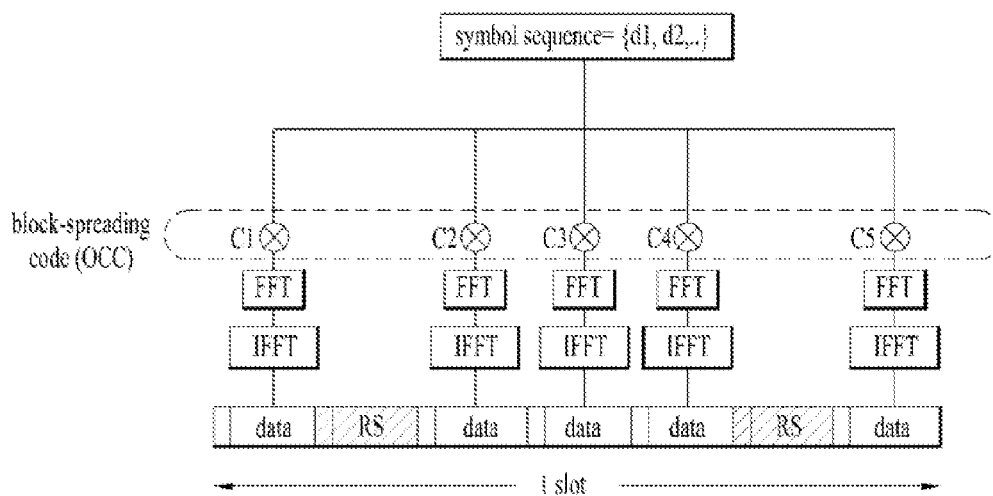 symbol sequence= {d1, d2,..}
block-spreading
code (OCC)
C1 C2 C3 C4 C5
FFT FFT FFT FFT FFT
IFFT IFFT IFFT IFFT IFFT
data RS data data data RS data
1 slot